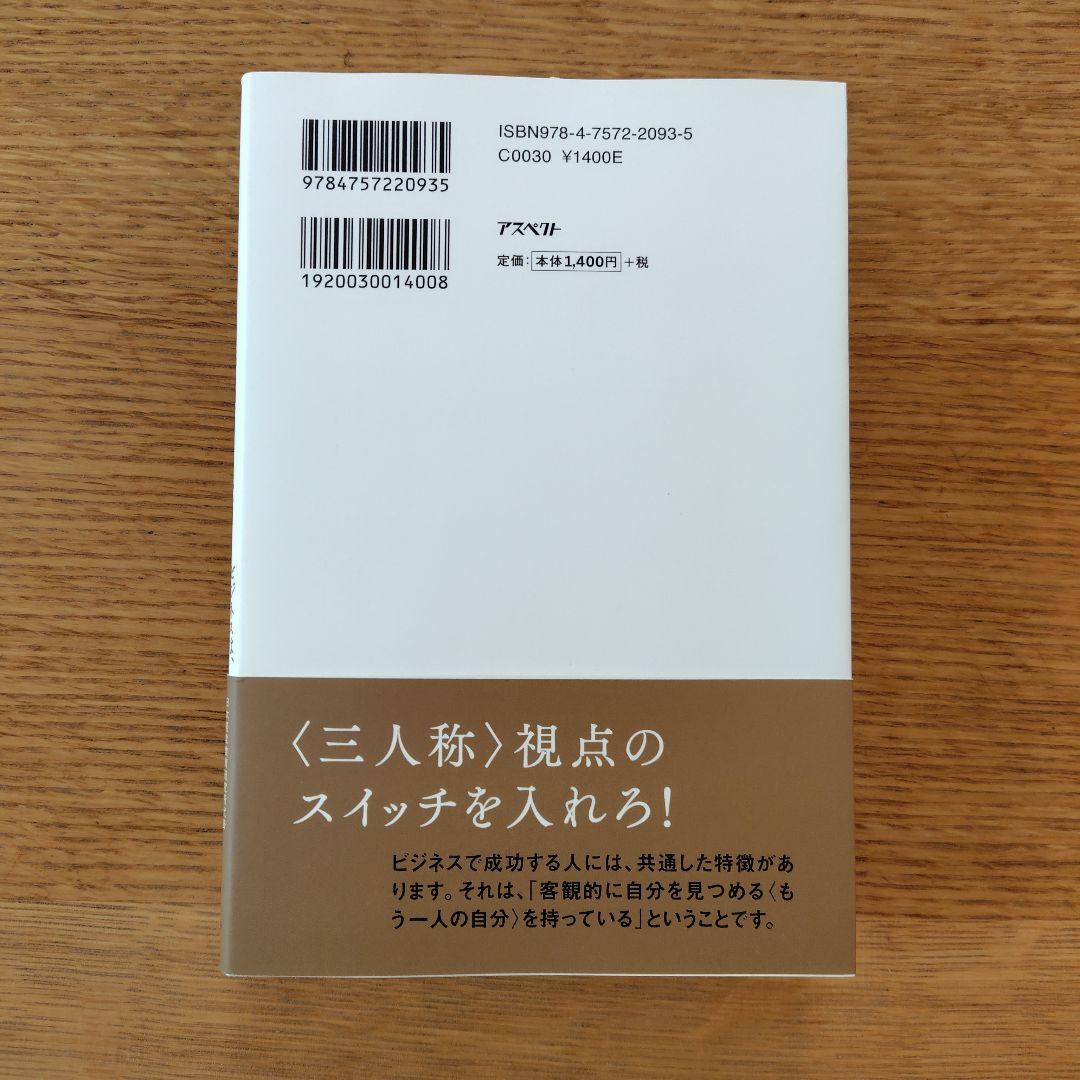 9784757220935
ISBN978-4-7572-2093-5
C0030 ¥1400E
1920030014008
アスペクト
定価：本体1,400円＋税
〈三人称〉視点の
スイッチを入れろ！
ビジネスで成功する人には、共通した特徴があ
ります。それは、「客観的に自分を見つめる〈も
う一人の自分〉を持っている」ということです。